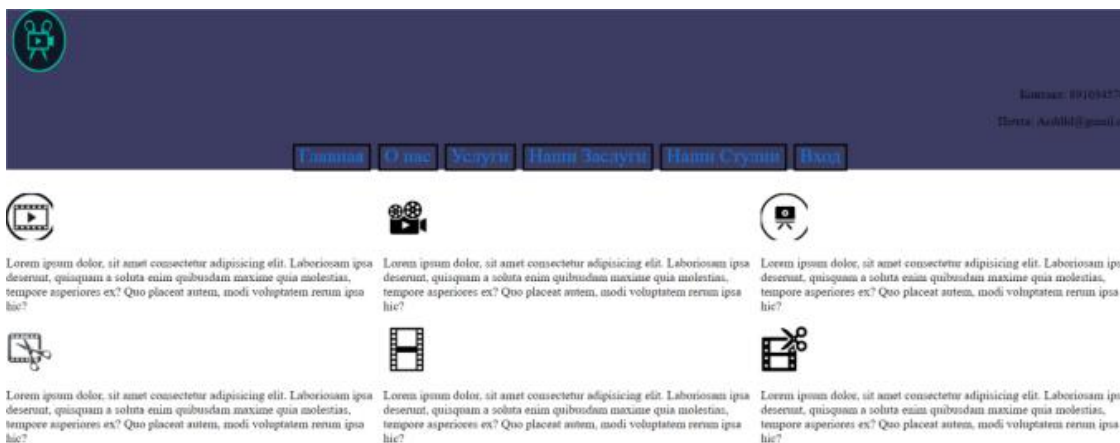 Контакт:
Почта:
Главная О нас Услуги Наши Заслуги Наши Студии Вход
Lorem ipsum dolor, sit amet consectetur adipisicing elit. Laboriosam ipsa
deserunt, quisquam a soluta enim quibusdam maxime quia molestias,
tempore asperiores ex? Quo placeat autem, modi voluptatem rerum ipsa
hic?
Lorem ipsum dolor, sit amet consectetur adipisicing elit. Laboriosam ipsa
deserunt, quisquam a soluta enim quibusdam maxime quia molestias,
tempore asperiores ex? Quo placeat autem, modi voluptatem rerum ipsa
hic?
Lorem ipsum dolor, sit amet consectetur adipisicing elit. Laboriosam ips
deserunt, quisquam a soluta enim quibusdam maxime quia molestias,
tempore asperiores ex? Quo placeat autem, modi voluptatem rerum ipsa
hic?
Lorem ipsum dolor, sit amet consectetur adipisicing elit. Laboriosam ipsa
deserunt, quisquam a soluta enim quibusdam maxime quia molestias,
tempore asperiores ex? Quo placeat autem, modi voluptatem rerum ipsa
hic?
Lorem ipsum dolor, sit amet consectetur adipisicing elit. Laboriosam ipsa
deserunt, quisquam a soluta enim quibusdam maxime quia molestias,
tempore asperiores ex? Quo placeat autem, modi voluptatem rerum ipsa
hic?
Lorem ipsum dolor, sit amet consectetur adipisicing elit. Laboriosam ips
deserunt, quisquam a soluta enim quibusdam maxime quia molestias,
tempore asperiores ex? Quo placeat autem, modi voluptatem rerum ipsa
hic?